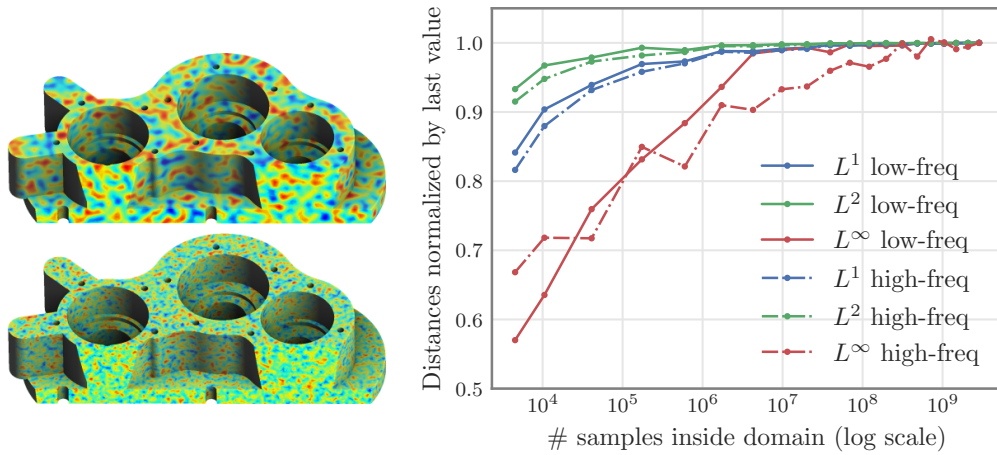 Distances normalized by last value
1.0
0.9
0.8
0.7
0.6
0.5
L¹ low-freq
L² low-freq
L∞ low-freq
L¹ high-freq
L² high-freq
L∞ high-freq
10⁴ 10⁵ 10⁶ 10⁷ 10⁸ 10⁹
# samples inside domain (log scale)